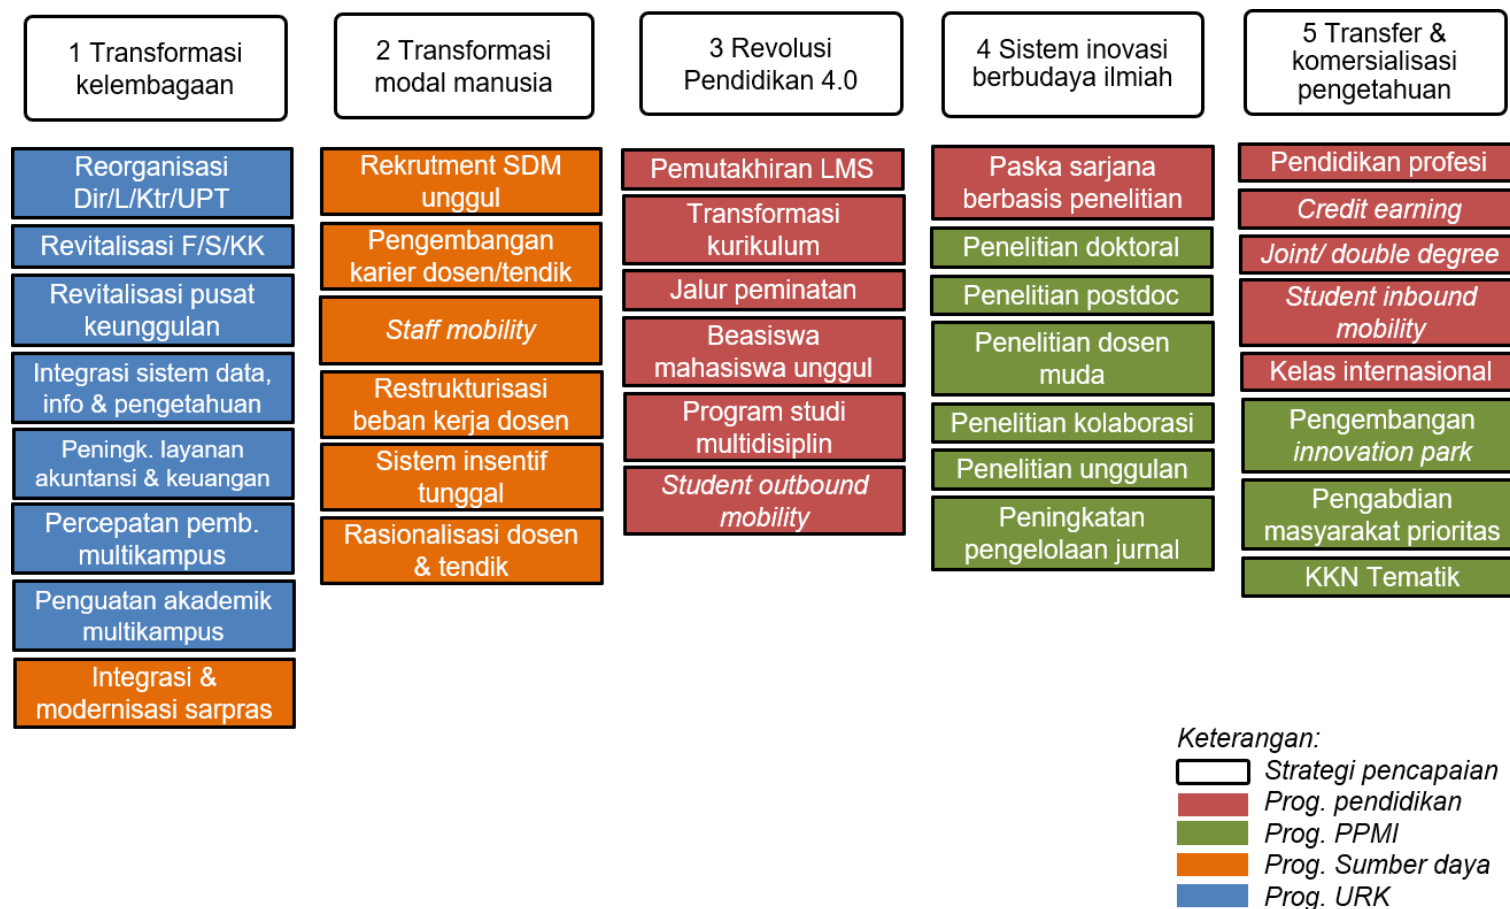 1 Transformasi
kelembagaan
2 Transformasi
modal manusia
3 Revolusi
Pendidikan 4.0
4 Sistem inovasi
berbudaya ilmiah
5 Transfer &
komersialisasi
pengetahuan
Reorganisasi
Dir/L/Ktr/UPT
Revitalisasi F/S/KK
Revitalisasi pusat
keunggulan
Integrasi sistem data,
info & pengetahuan
Peningk. layanan
akuntansi & keuangan
Percepatan pemb.
multikampus
Penguatan akademik
multikampus
Integrasi &
modernisasi sarpras
Rekrutment SDM
unggul
Pengembangan
karier dosen/tendik
Staff mobility
Restrukturisasi
beban kerja dosen
Sistem insentif
tunggal
Rasionalisasi dosen
& tendik
Pemutakhiran LMS
Transformasi
kurikulum
Jalur peminatan
Beasiswa
mahasiswa unggul
Program studi
multidisiplin
Student outbound
mobility
Paska sarjana
berbasis penelitian
Penelitian doktoral
Penelitian postdoc
Penelitian dosen
muda
Penelitian kolaborasi
Penelitian unggulan
Peningkatan
pengelolaan jurnal
Pendidikan profesi
Credit earning
Joint/ double degree
Student inbound
mobility
Kelas internasional
Pengembangan
innovation park
Pengabdian
masyarakat prioritas
KKN Tematik
Keterangan:
Strategi pencapaian
Prog. pendidikan
Prog. PPMI
Prog. Sumber daya
Prog. URK